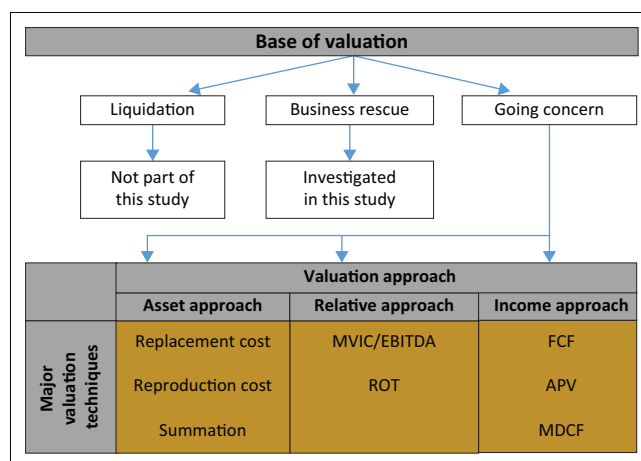 Base of valuation
Liquidation
Business rescue
Going concern
Not part of
this study
Investigated
in this study
Valuation approach
Asset approach
Relative approach
Income approach
Major
valuation
techniques
Replacement cost
MVIC/EBITDA
FCF
Reproduction cost
ROT
APV
Summation
MDCF